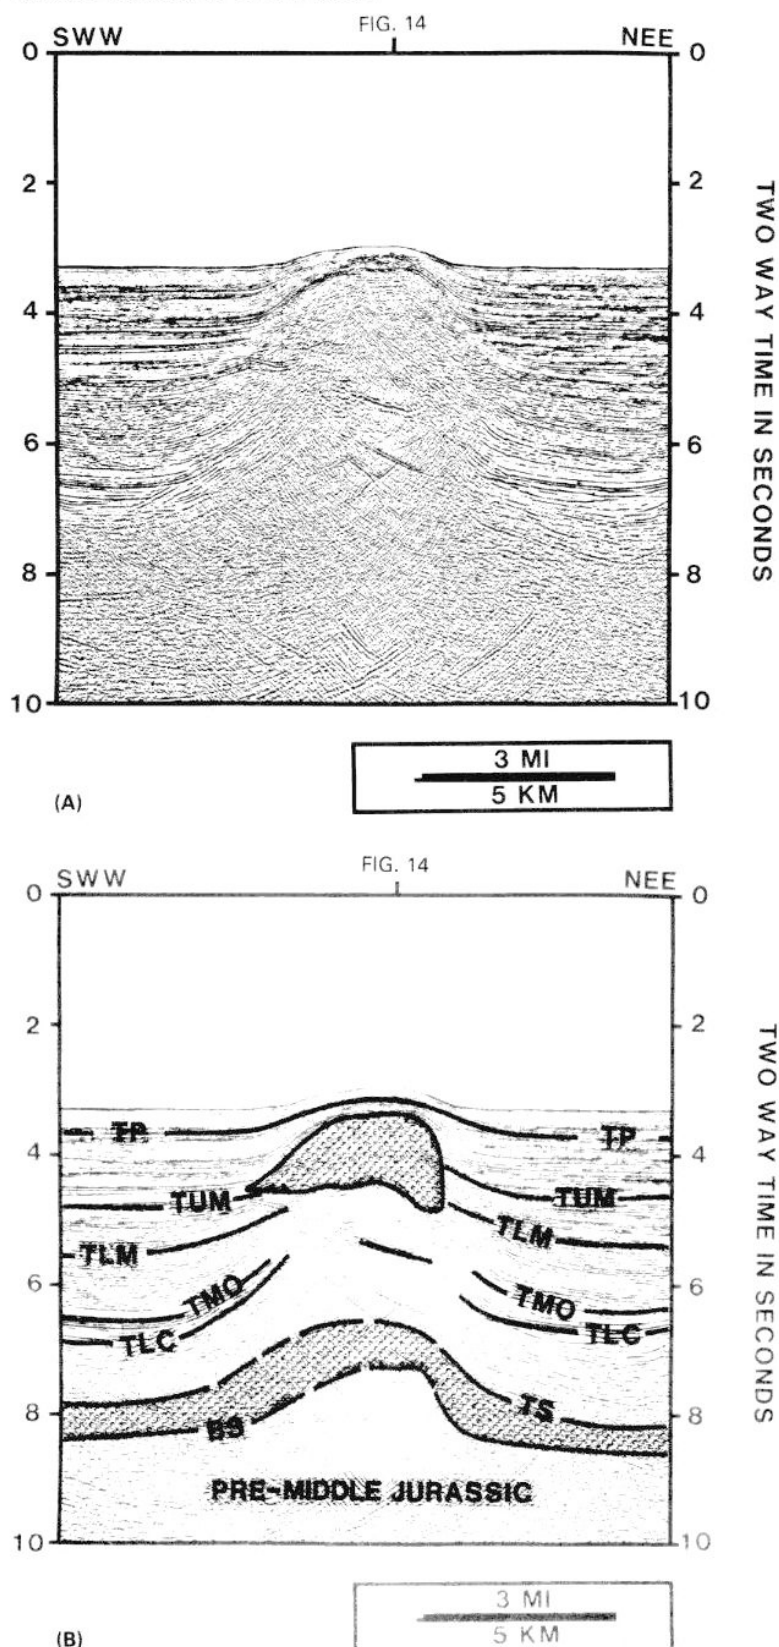 FIG. 14
SWW NEE
0 0
2 2
4 4
6 6
8 8
10 10
TWO WAY TIME IN SECONDS
3 MI
5 KM
(A)
FIG. 14
SWW NEE
0 0
2 2
4 4
6 6
8 8
10 10
TWO WAY TIME IN SECONDS
TP TP
TUM TUM
TLM TLM
TMO TMO
TLC TLC
TS
BS
PRE-MIDDLE JURASSIC
3 MI
5 KM
(B)